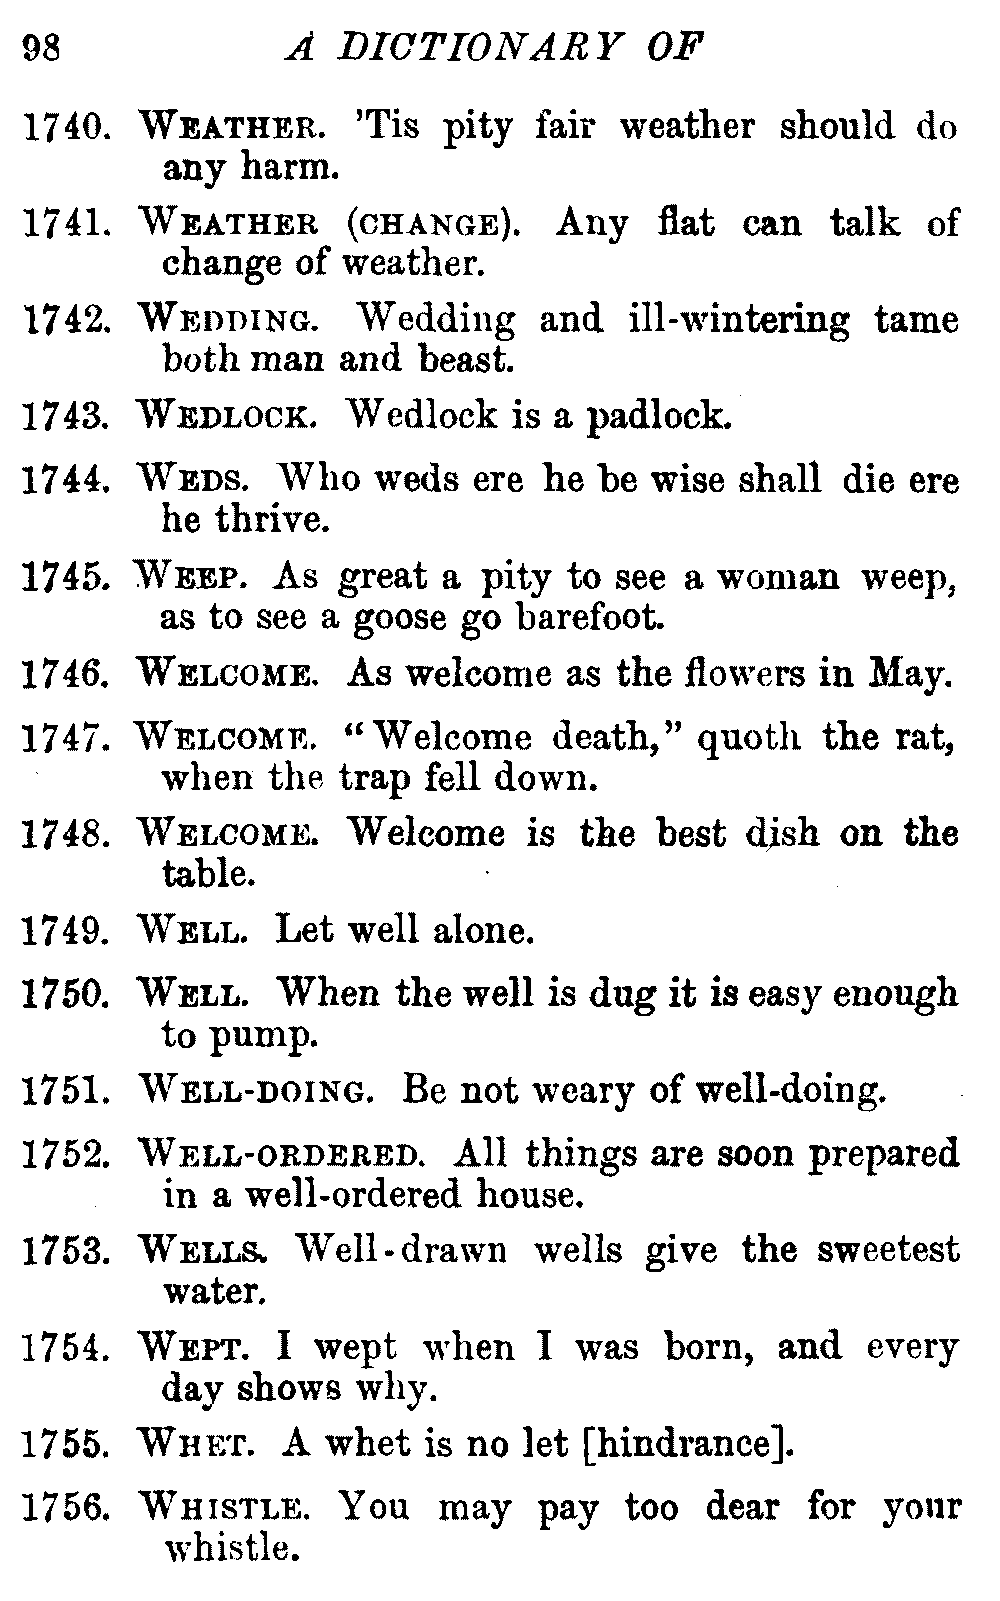 98 A DICTIONARY OF
1740. WEATHER. 'Tis pity fair weather should do
any harm.
1741. WEATHER (CHANGE). Any flat can talk of
change of weather.
1742. WEDDING. Wedding and ill-wintering tame
both man and beast.
1743. WEDLOCK. Wedlock is a padlock.
1744. WEDS. Who weds ere he be wise shall die ere
he thrive.
1745. WEEP. As great a pity to see a woman weep,
as to see a goose go barefoot.
1746. WELCOME. As welcome as the flowers in May.
1747. WELCOME. "Welcome death," quoth the rat,
when the trap fell down.
1748. WELCOME. Welcome is the best dish on the
table.
1749. WELL. Let well alone.
1750. WELL. When the well is dug it is easy enough
to pump.
1751. WELL-DOING. Be not weary of well-doing.
1752. WELL-ORDERED. All things are soon prepared
in a well-ordered house.
1753. WELLS. Well-drawn wells give the sweetest
water.
1754. WEPT. I wept when I was born, and every
day shows why.
1755. WHET. A whet is no let [hindrance].
1756. WHISTLE. You may pay too dear for your
whistle.